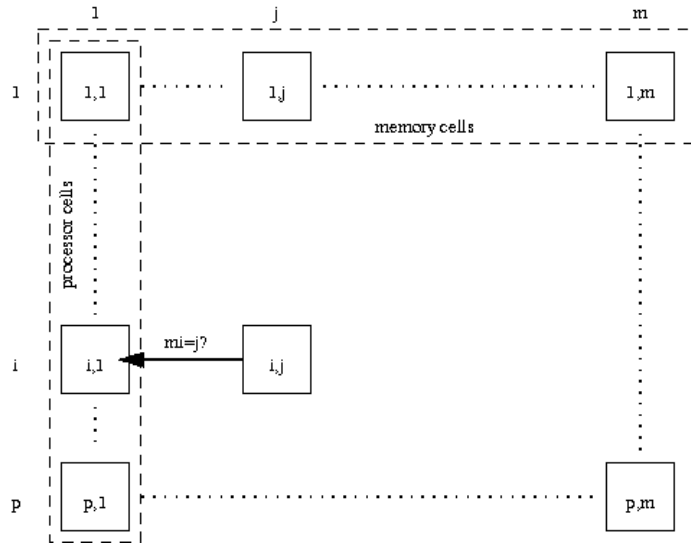 1 j m
1 1,1 1,j 1,m
memory cells
processor cells
mi=j?
i i,1 i,j
p p,1 p,m